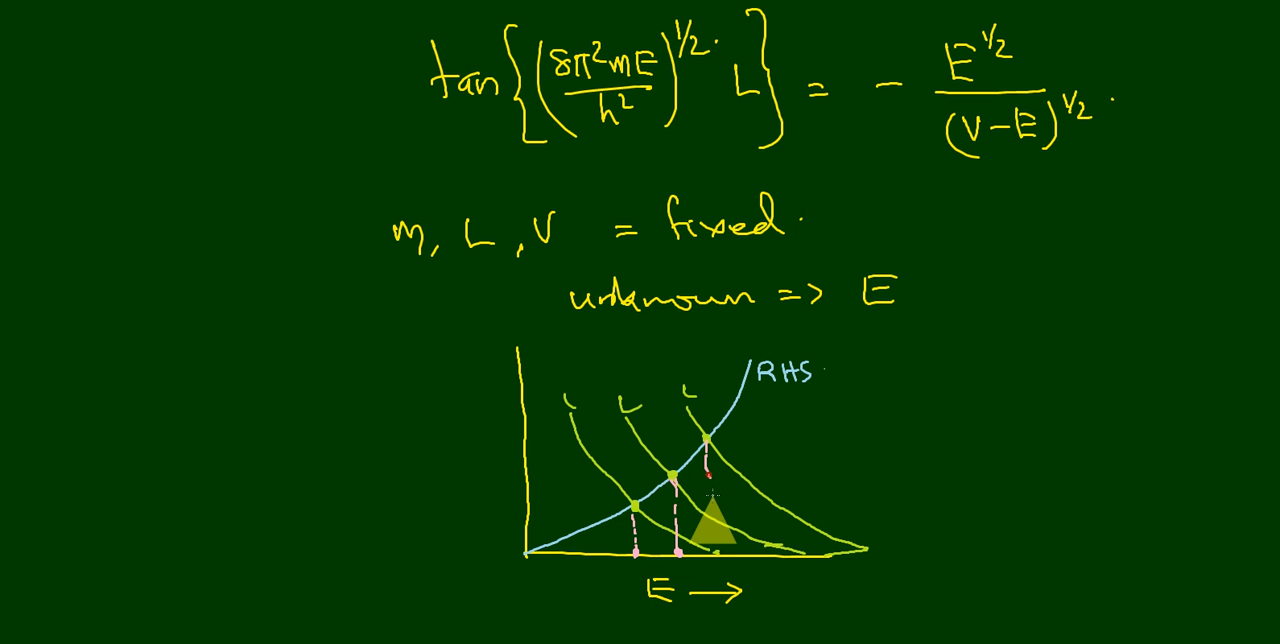 tan{(8π²mE/h²)^1/2 L} = - E^1/2/(V-E)^1/2.
m, L, V = fixed.
unknown => E
RHS
L L L
E →